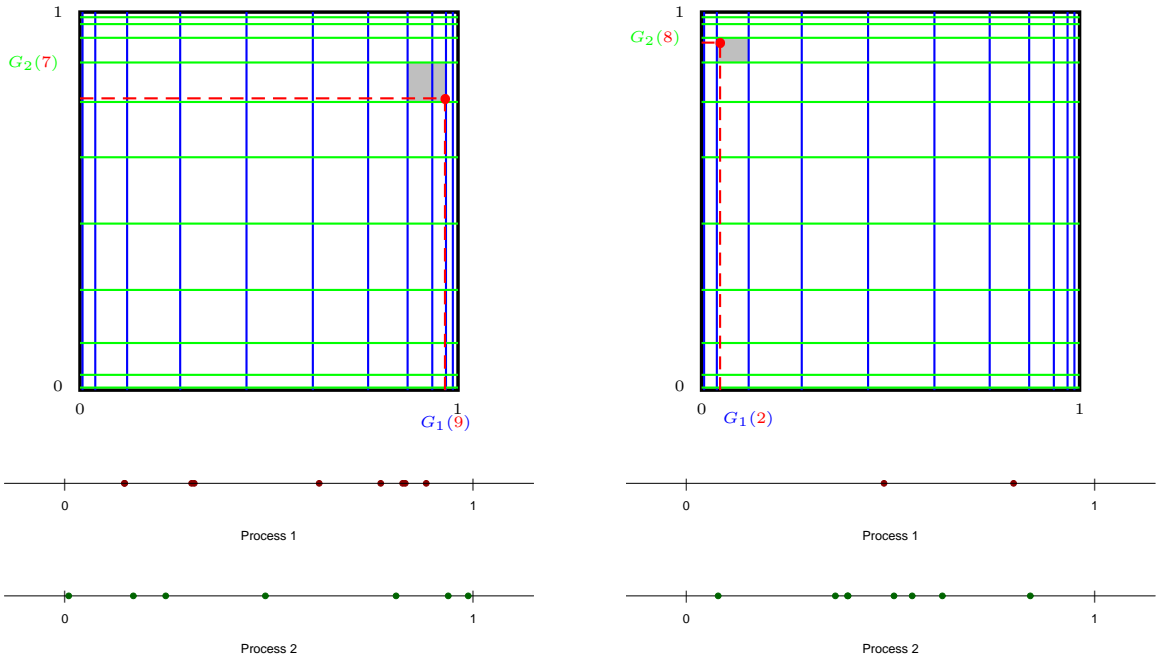 1
G₂(7)
0
0
1
G₁(9)
0
1
Process 1
0
1
Process 2
1
G₂(8)
0
0
1
G₁(2)
0
1
Process 1
0
1
Process 2